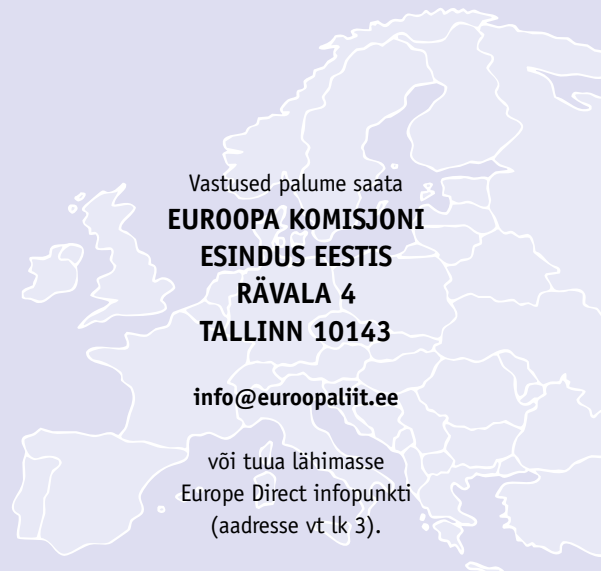 Vastused palume saata
EUROOPA KOMISJONI
ESINDUS EESTIS
RÄVALA 4
TALLINN 10143
info@euroopaliit.ee
või tuua lähimasse
Europe Direct infopunkti
(aadresse vt lk 3).